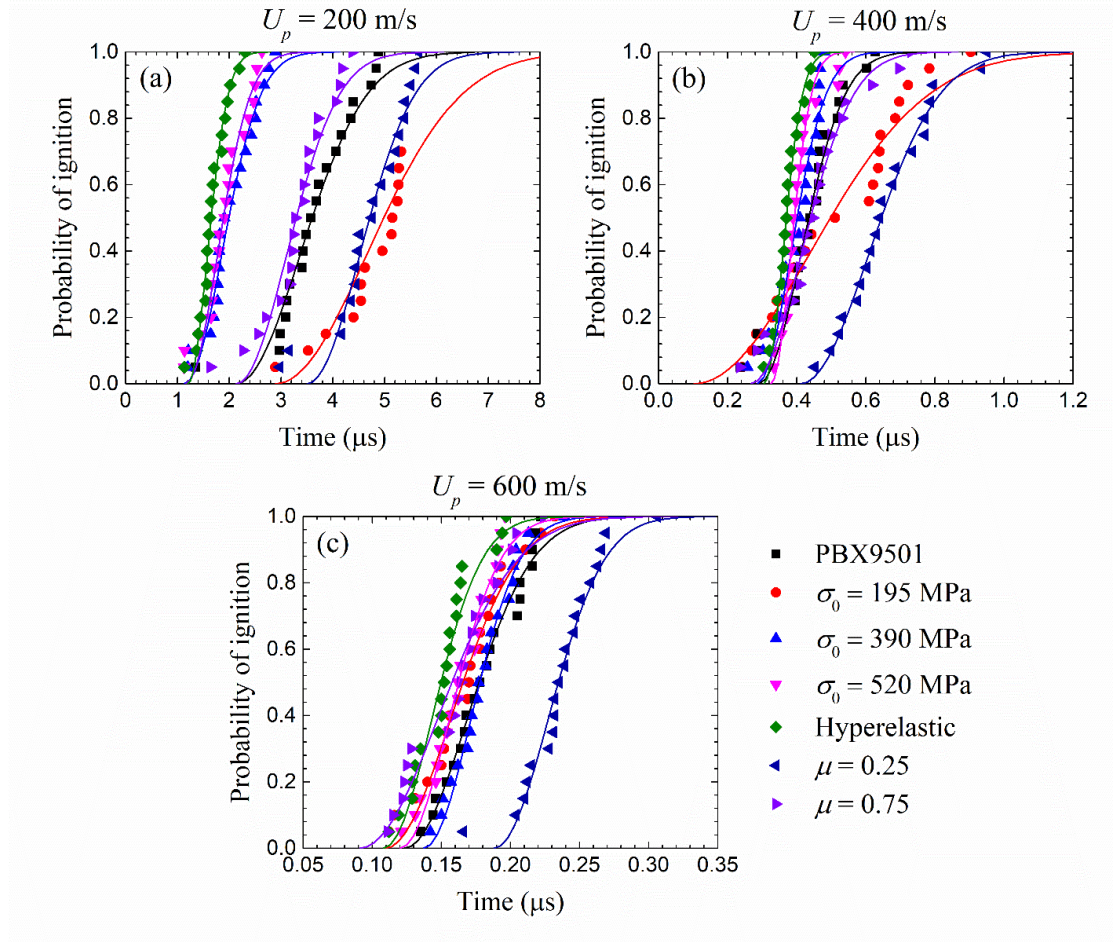 U_p = 200 m/s
U_p = 400 m/s
(a)
(b)
Probability of ignition
1.0
0.8
0.6
0.4
0.2
0.0
0 1 2 3 4 5 6 7 8
Time (μs)
Probability of ignition
1.0
0.8
0.6
0.4
0.2
0.0
0.0 0.2 0.4 0.6 0.8 1.0 1.2
Time (μs)
U_p = 600 m/s
(c)
Probability of ignition
1.0
0.8
0.6
0.4
0.2
0.0
0.05 0.10 0.15 0.20 0.25 0.30 0.35
Time (μs)
PBX9501
σ₀ = 195 MPa
σ₀ = 390 MPa
σ₀ = 520 MPa
Hyperelastic
μ = 0.25
μ = 0.75